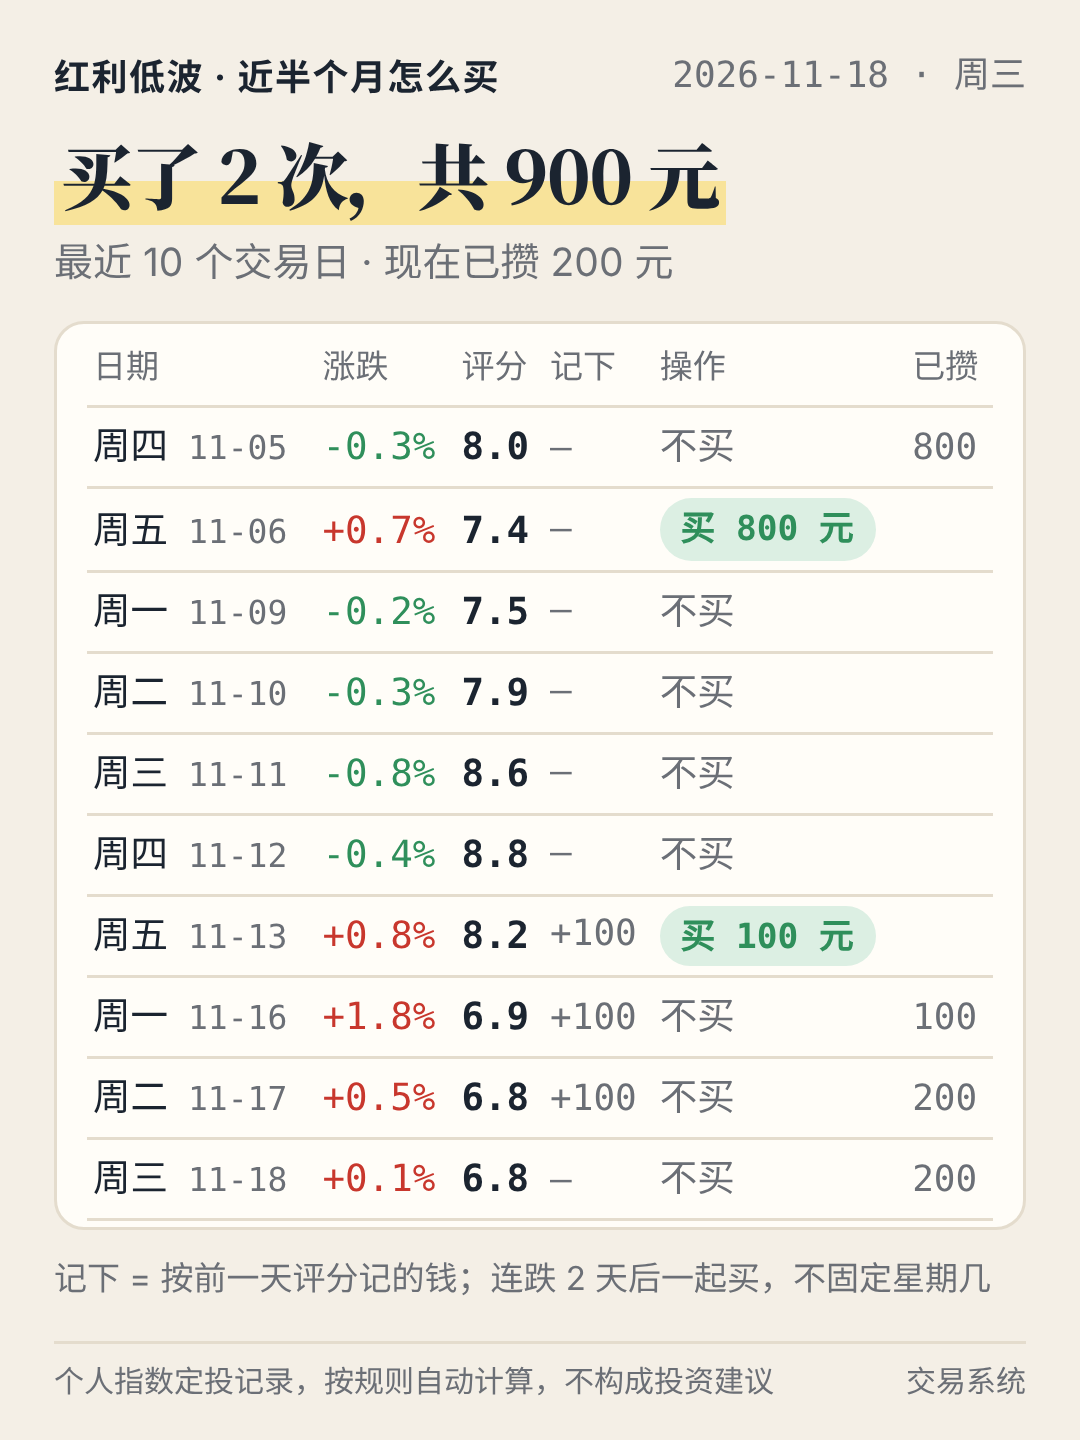 红利低波 · 近半个月怎么买 2026-11-18 · 周三
买了 2 次，共 900 元
最近 10 个交易日 · 现在已攒 200 元
日期 涨跌 评分 记下 操作 已攒
周四 11-05 -0.3% 8.0 — 不买 800
周五 11-06 +0.7% 7.4 — 买 800 元
周一 11-09 -0.2% 7.5 — 不买
周二 11-10 -0.3% 7.9 — 不买
周三 11-11 -0.8% 8.6 — 不买
周四 11-12 -0.4% 8.8 — 不买
周五 11-13 +0.8% 8.2 +100 买 100 元
周一 11-16 +1.8% 6.9 +100 不买 100
周二 11-17 +0.5% 6.8 +100 不买 200
周三 11-18 +0.1% 6.8 — 不买 200
记下 = 按前一天评分记的钱；连跌 2 天后一起买，不固定星期几
个人指数定投记录，按规则自动计算，不构成投资建议 交易系统